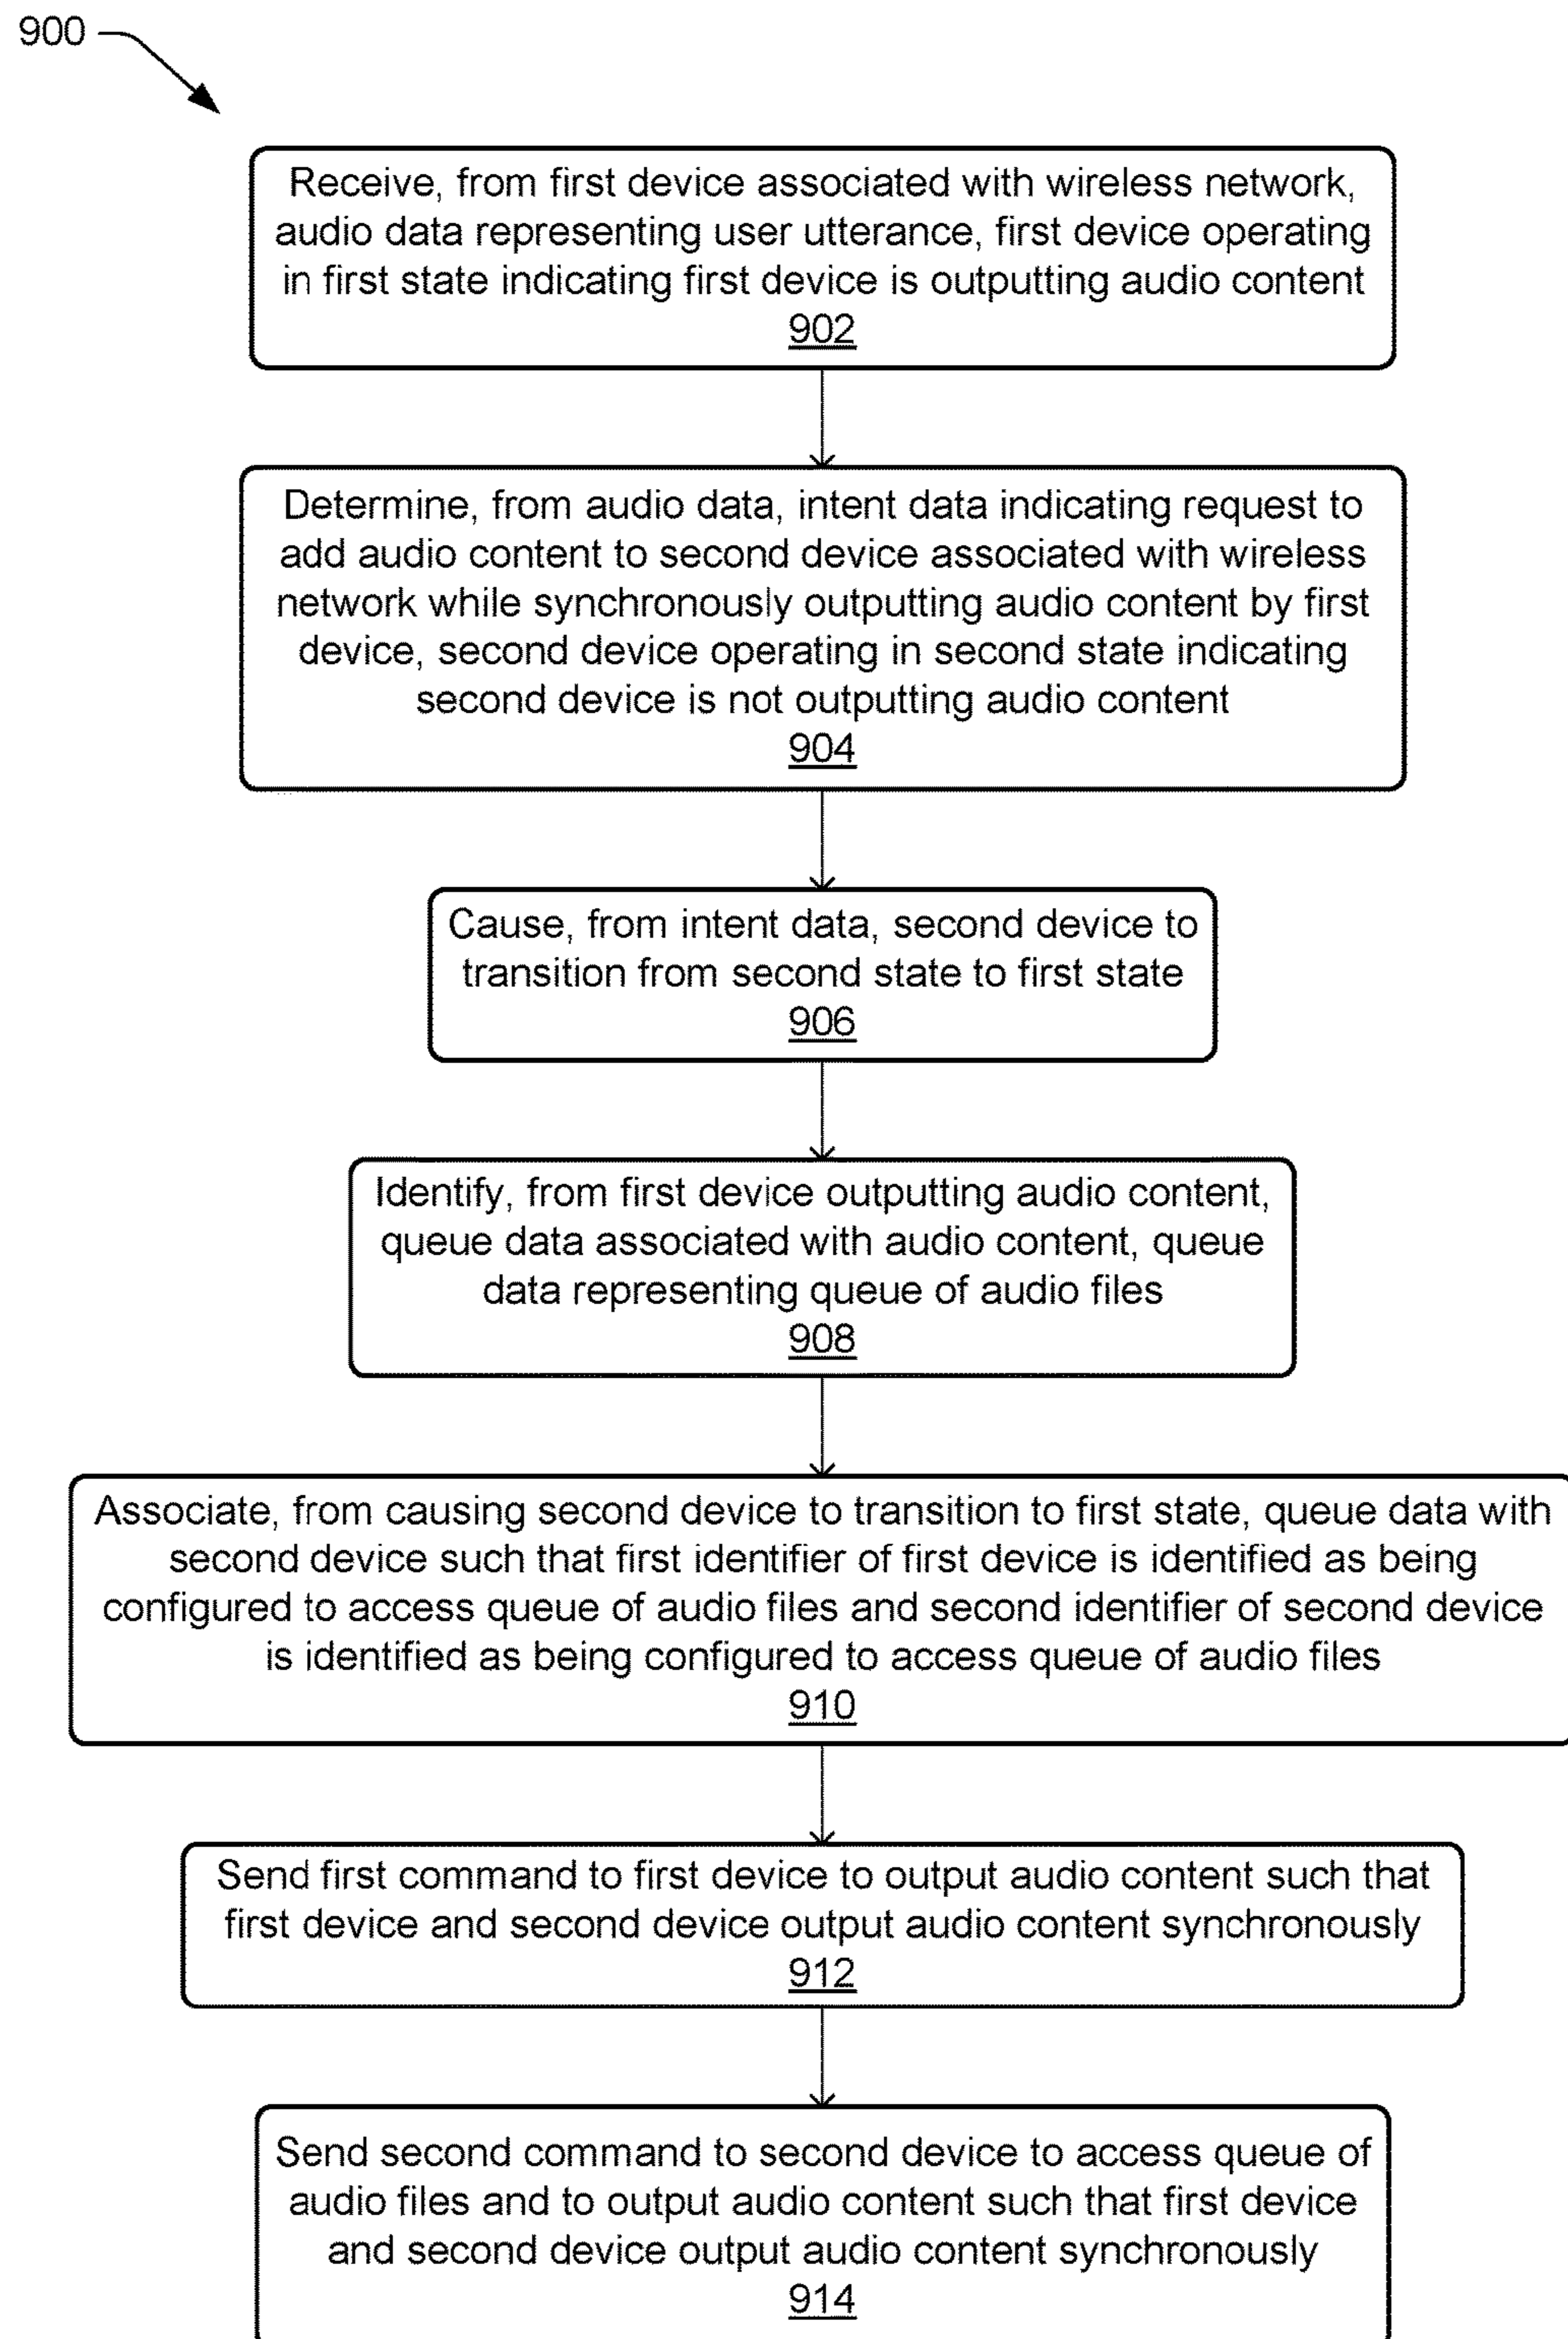 900
Receive, from first device associated with wireless network,
audio data representing user utterance, first device operating
in first state indicating first device is outputting audio content
902
Determine, from audio data, intent data indicating request to
add audio content to second device associated with wireless
network while synchronously outputting audio content by first
device, second device operating in second state indicating
second device is not outputting audio content
904
Cause, from intent data, second device to
transition from second state to first state
906
Identify, from first device outputting audio content,
queue data associated with audio content, queue
data representing queue of audio files
908
Associate, from causing second device to transition to first state, queue data with
second device such that first identifier of first device is identified as being
configured to access queue of audio files and second identifier of second device
is identified as being configured to access queue of audio files
910
Send first command to first device to output audio content such that
first device and second device output audio content synchronously
912
Send second command to second device to access queue of
audio files and to output audio content such that first device
and second device output audio content synchronously
914